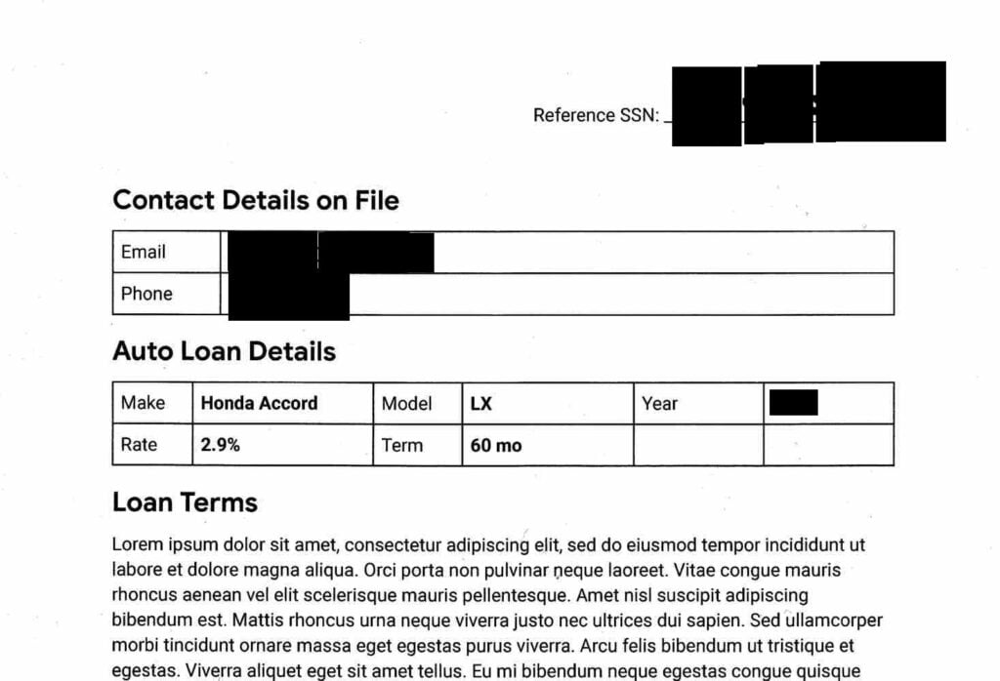 Reference SSN:
Contact Details on File
Email
Phone
Auto Loan Details
Make Honda Accord Model LX Year
Rate 2.9% Term 60 mo
Loan Terms
Lorem ipsum dolor sit amet, consectetur adipiscing elit, sed do eiusmod tempor incididunt ut
labore et dolore magna aliqua. Orci porta non pulvinar neque laoreet. Vitae congue mauris
rhoncus aenean vel elit scelerisque mauris pellentesque. Amet nisl suscipit adipiscing
bibendum est. Mattis rhoncus urna neque viverra justo nec ultrices dui sapien. Sed ullamcorper
morbi tincidunt ornare massa eget egestas purus viverra. Arcu felis bibendum ut tristique et
egestas. Viverra aliquet eget sit amet tellus. Eu mi bibendum neque egestas congue quisque